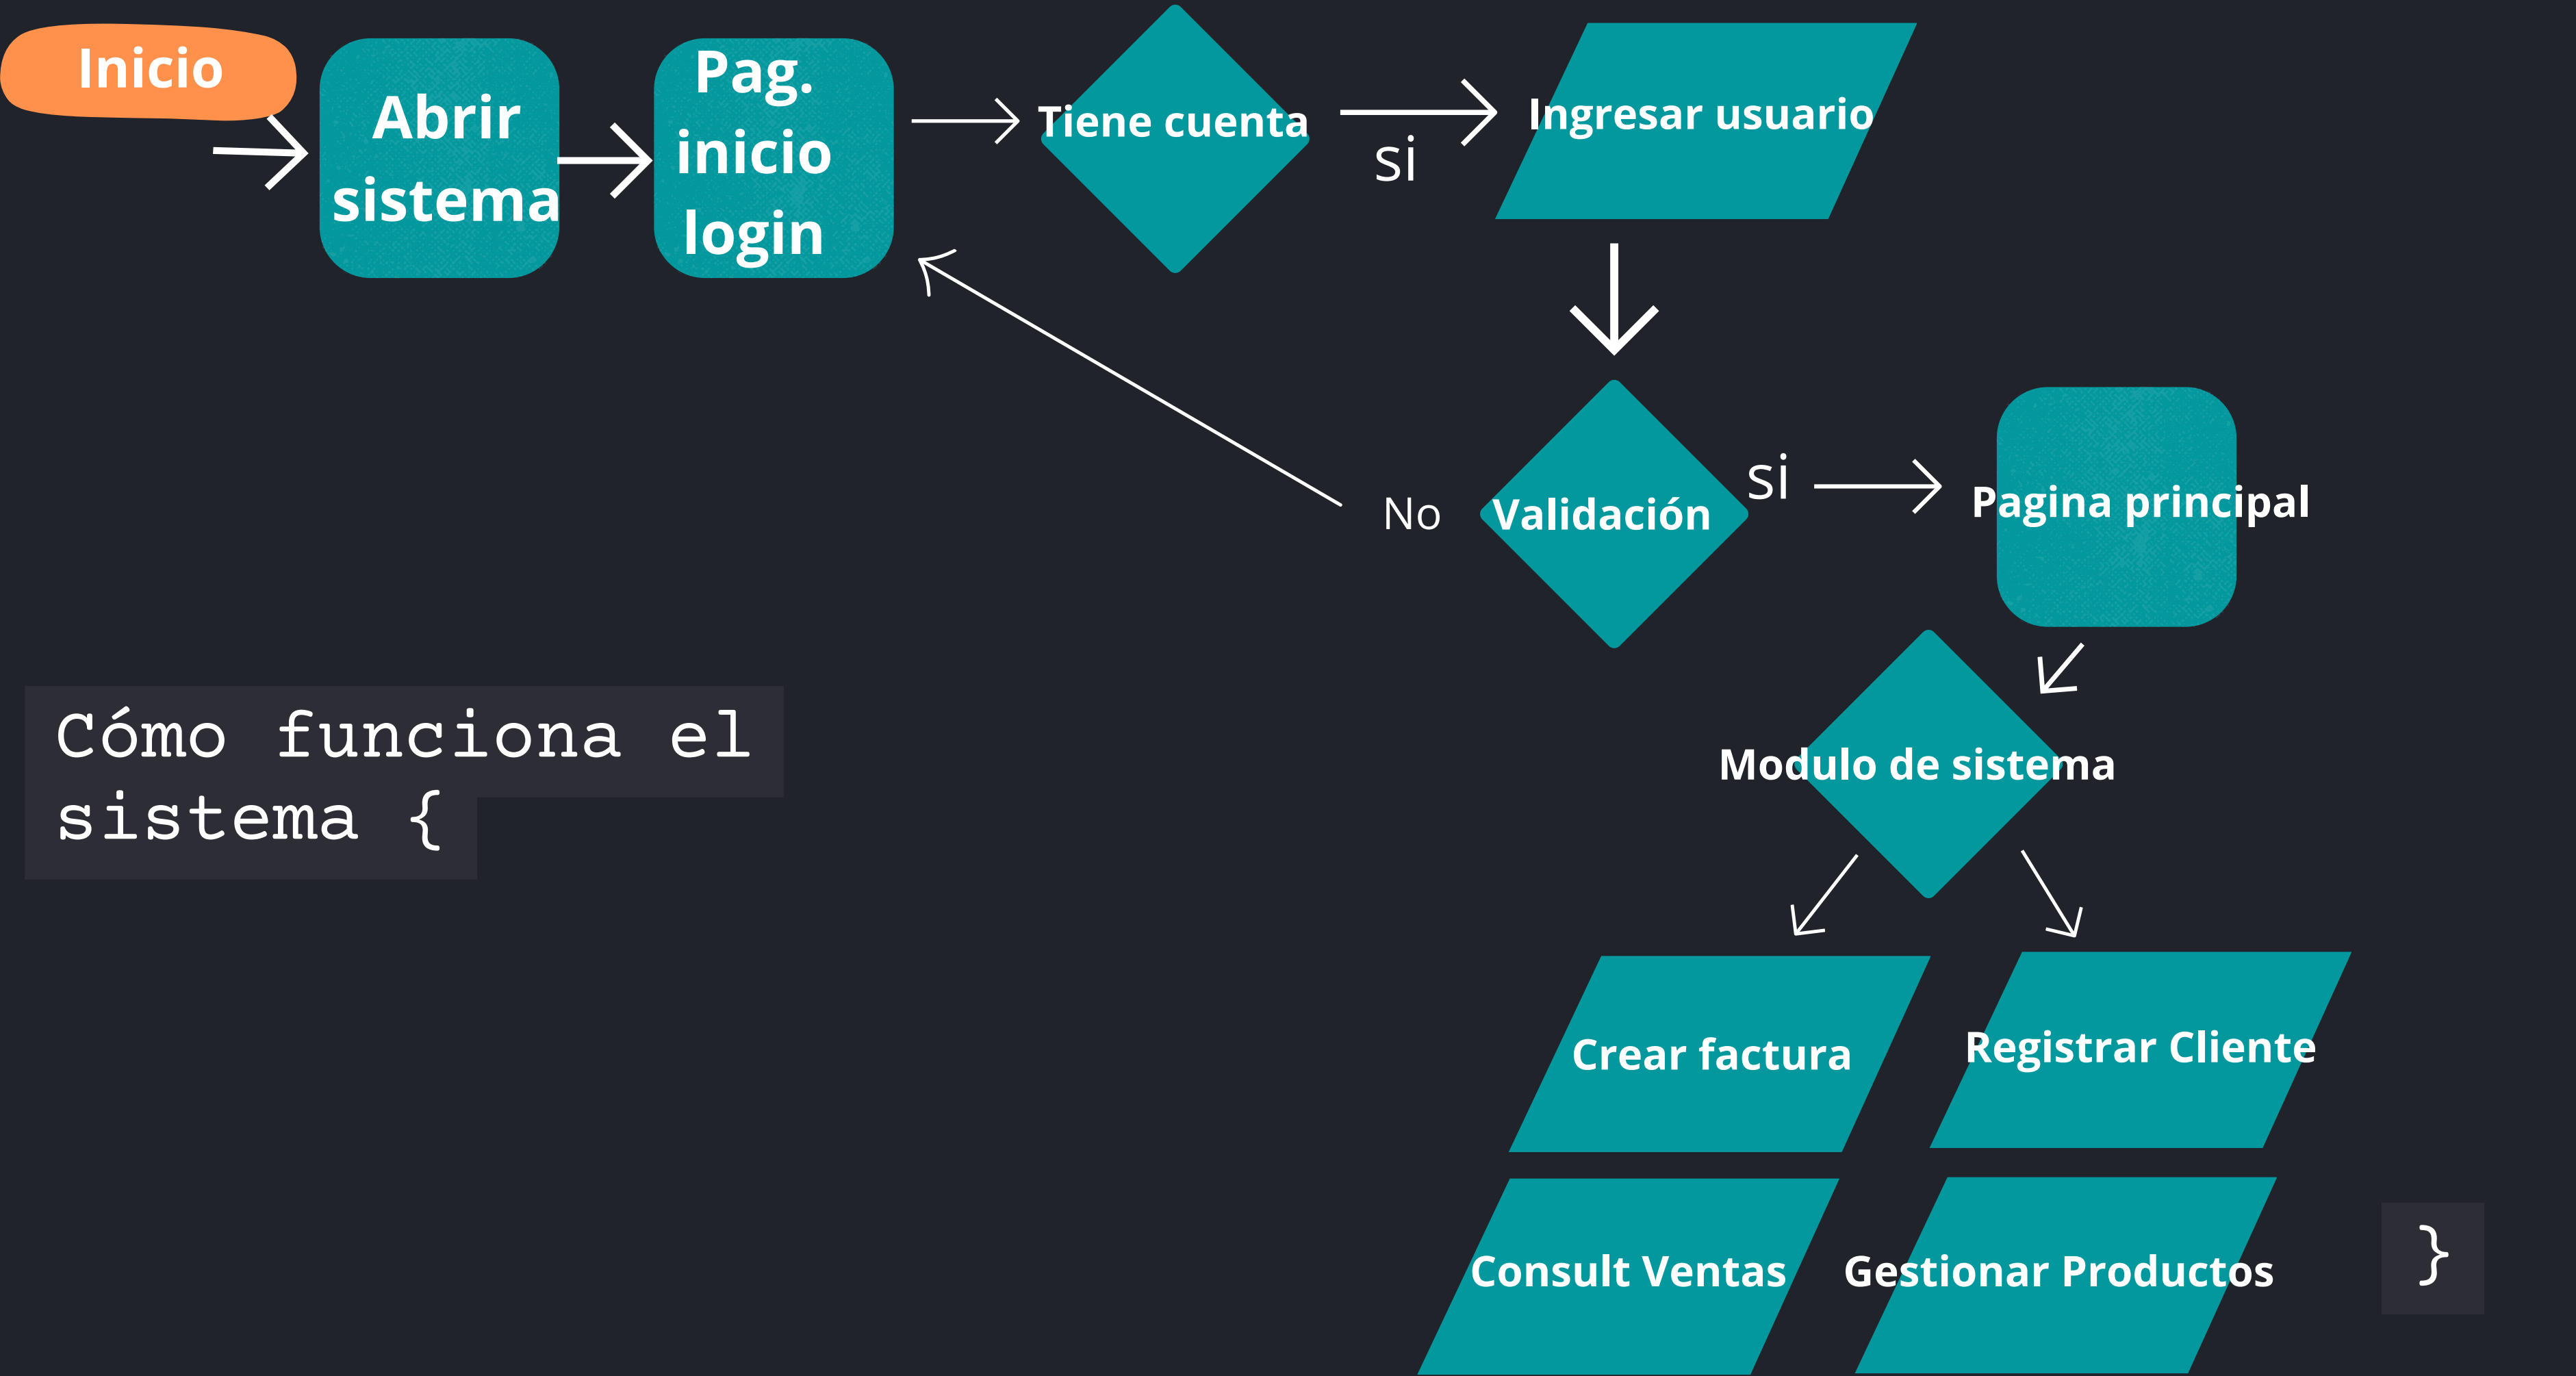 Inicio
Abrir
sistema
Pag.
inicio
login
Tiene cuenta
si
Ingresar usuario
No
Validación
si
Pagina principal
Cómo funciona el
sistema {
Modulo de sistema
Crear factura
Registrar Cliente
Consult Ventas
Gestionar Productos
}